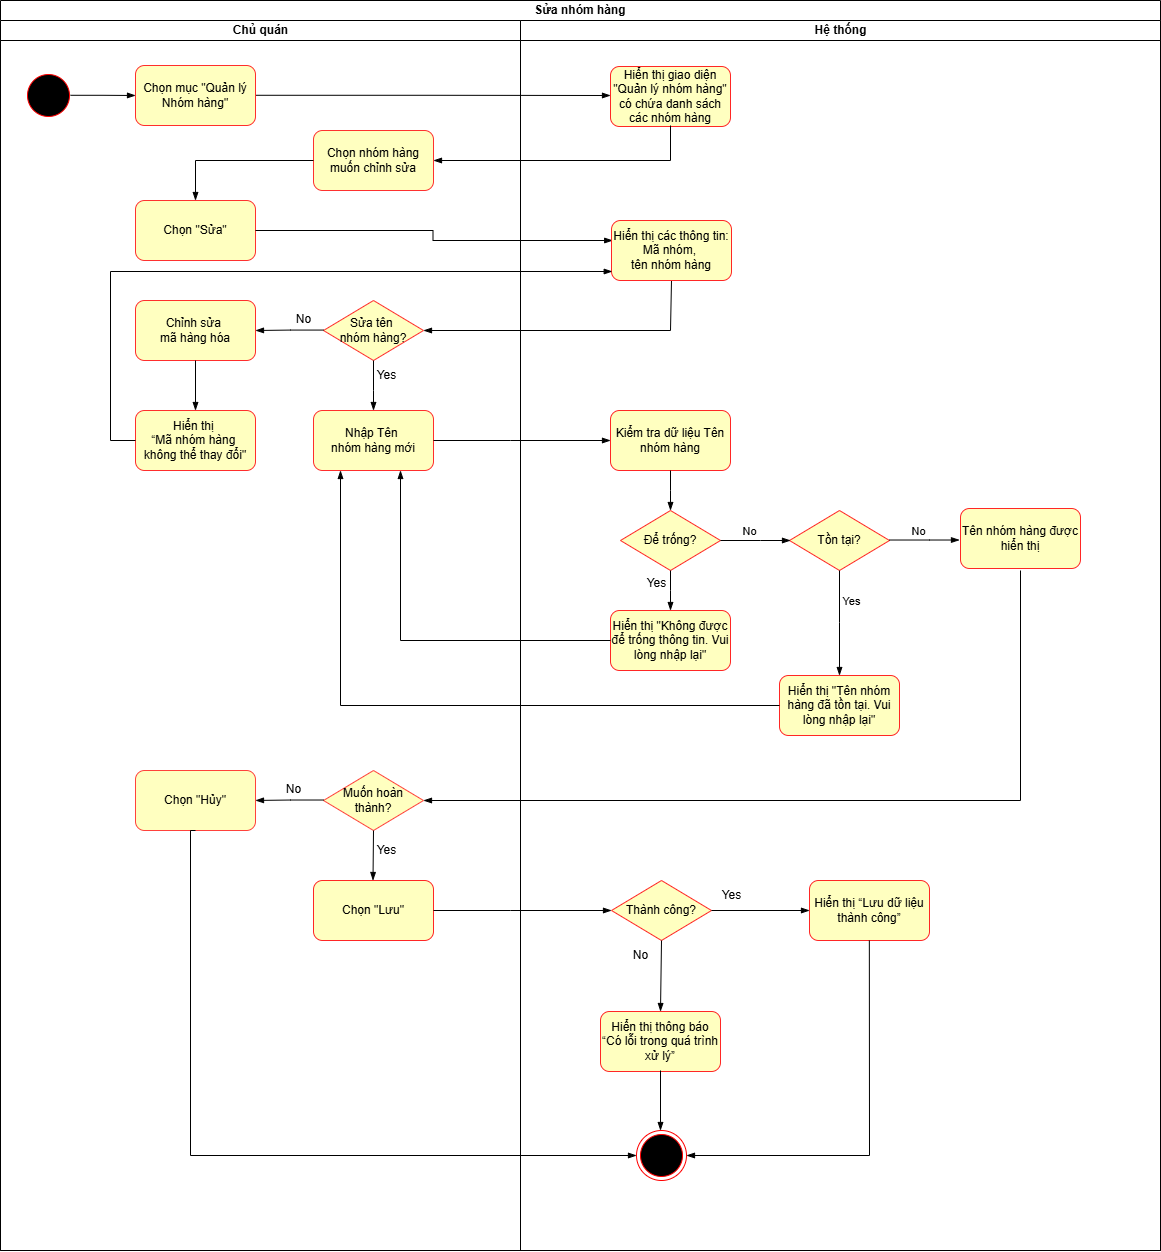 Sửa nhóm hàng
Chủ quán
Hệ thống
Chọn mục "Quản lý
Nhóm hàng"
Hiển thị giao diện
"Quản lý nhóm hàng"
có chứa danh sách
các nhóm hàng
Chọn nhóm hàng
muốn chỉnh sửa
Chọn "Sửa"
Hiển thị các thông tin:
Mã nhóm,
tên nhóm hàng
Chỉnh sửa
mã hàng hóa
No
Sửa tên
nhóm hàng?
Yes
Hiển thị
“Mã nhóm hàng
không thể thay đổi"
Nhập Tên
nhóm hàng mới
Kiểm tra dữ liệu Tên
nhóm hàng
Để trống?
No
Tồn tại?
No
Tên nhóm hàng được
hiển thị
Yes
Yes
Hiển thị "Không được
để trống thông tin. Vui
lòng nhập lại"
Hiển thị "Tên nhóm
hàng đã tồn tại. Vui
lòng nhập lại"
Chọn "Hủy"
No
Muốn hoàn
thành?
Yes
Chọn "Lưu"
Thành công?
Yes
Hiển thị “Lưu dữ liệu
thành công”
No
Hiển thị thông báo
“Có lỗi trong quá trình
xử lý”